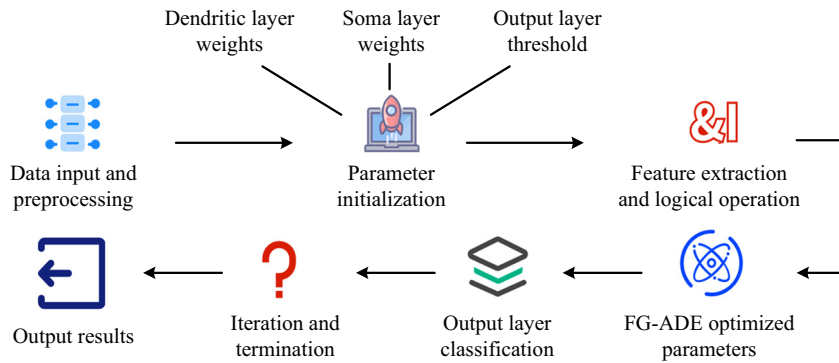 Dendritic layer
weights
Soma layer
weights
Output layer
threshold
&I
Data input and
preprocessing
Parameter
initialization
Feature extraction
and logical operation
?
Output results
Iteration and
termination
Output layer
classification
FG-ADE optimized
parameters